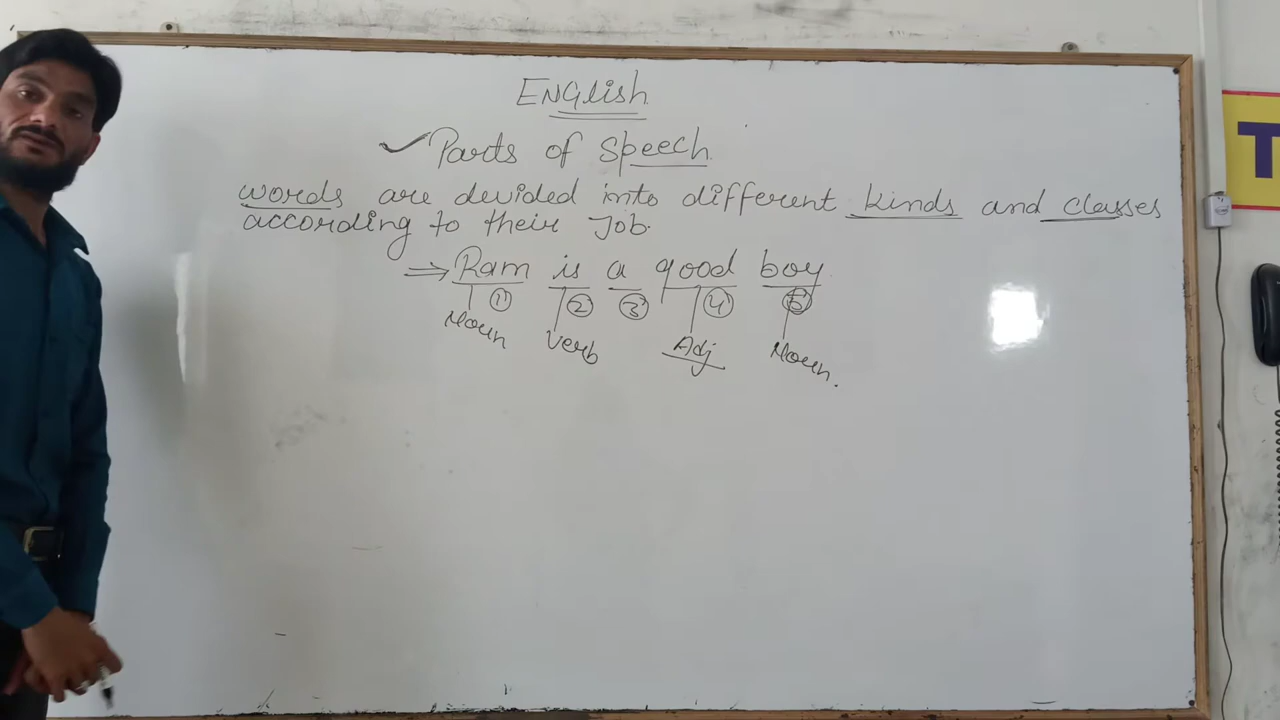 ENGlish
✓ Parts of Speech
words are devided into different kinds and classes
according to their Job.
⇒ Ram is a good boy
① ② ③ ④ ⑤
Noun Verb Adj Noun.
T